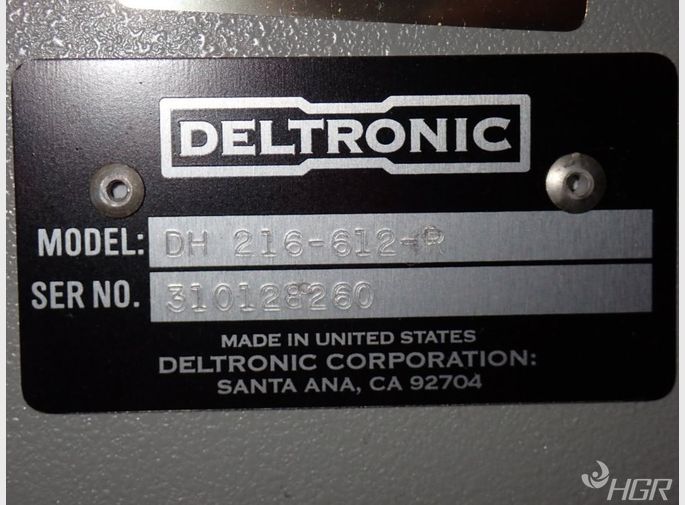 DELTRONIC
MODEL: DH 216-612-R
SER NO. 310128260
MADE IN UNITED STATES
DELTRONIC CORPORATION:
SANTA ANA, CA 92704
HGR